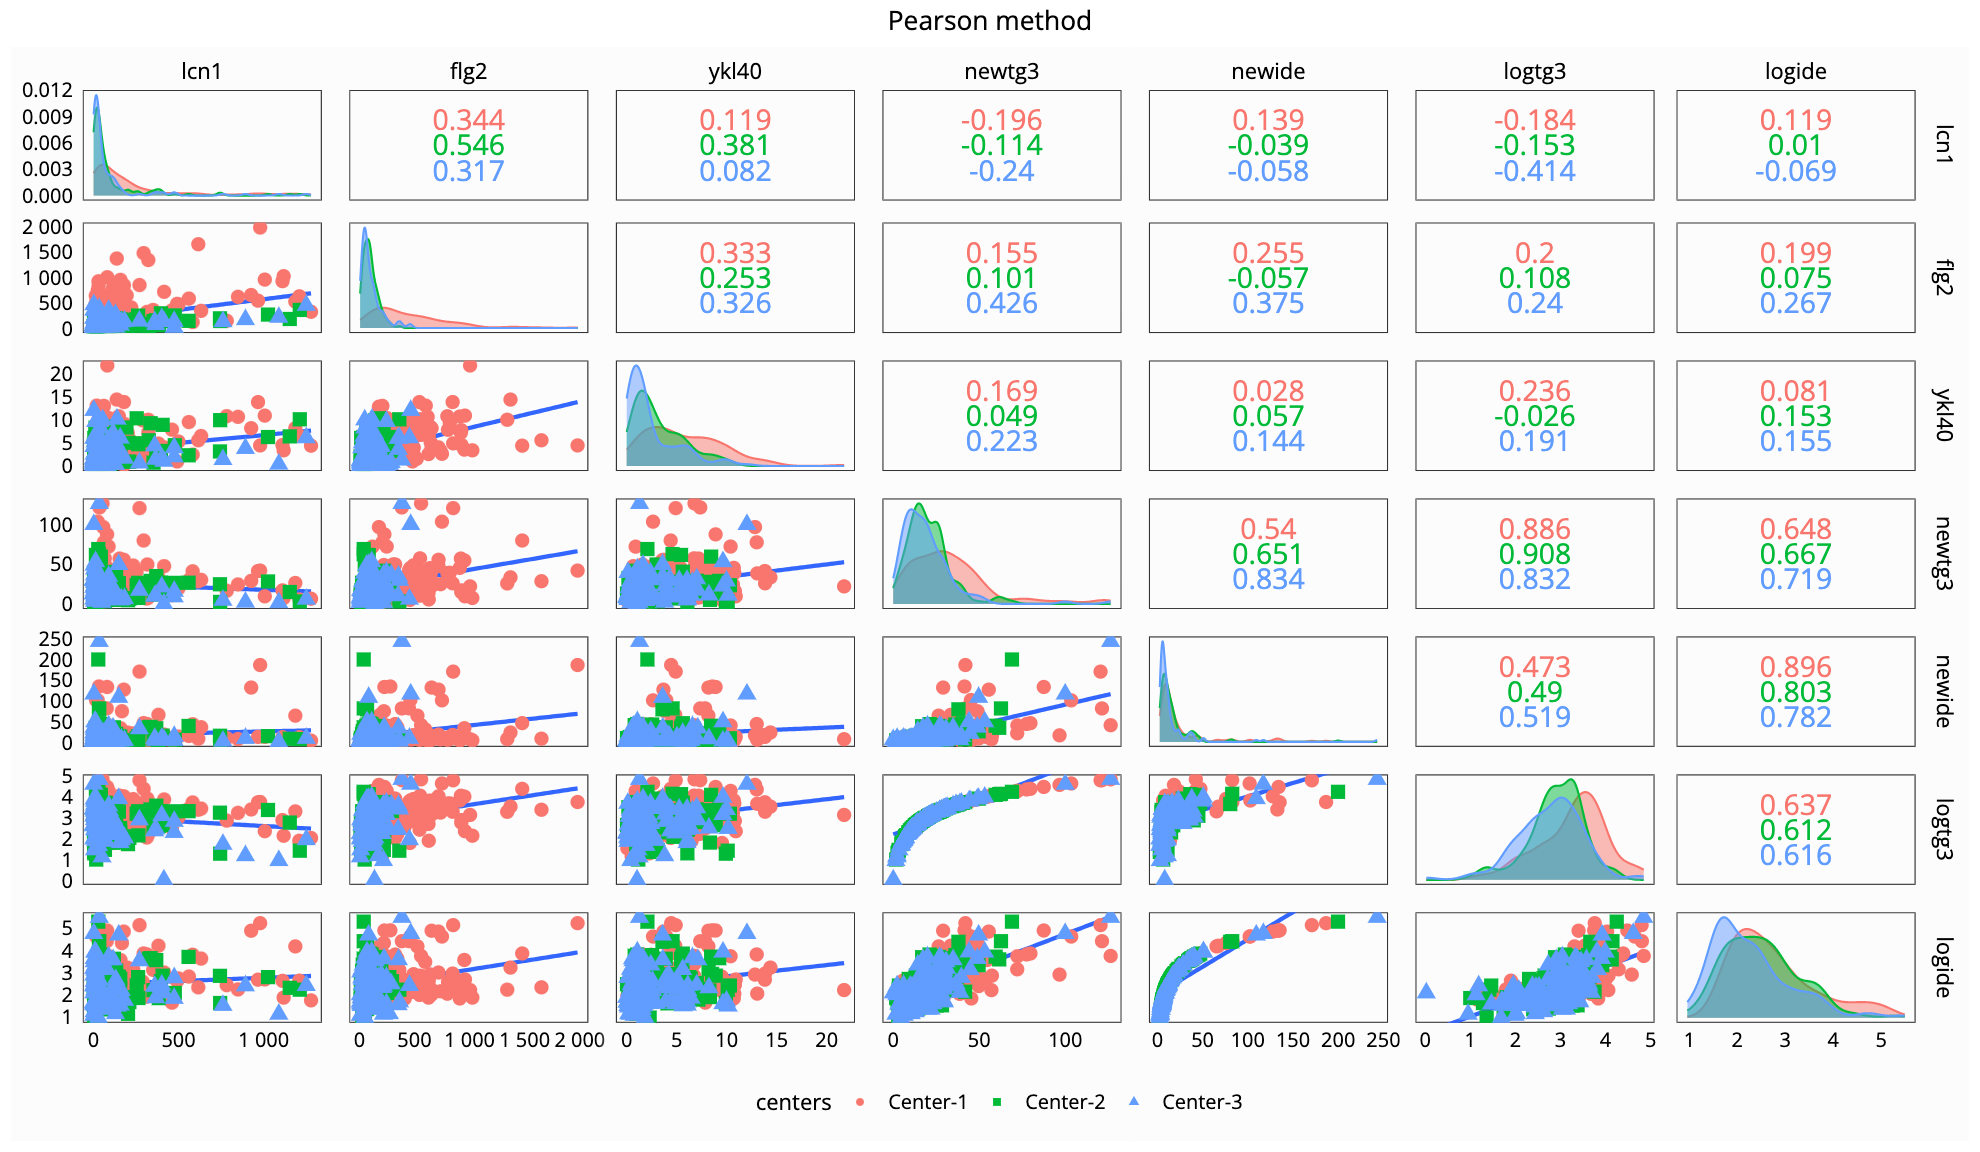 Pearson method
lcn1 flg2 ykl40 newtg3 newide logtg3 logide
0.012
0.009
0.006
0.003
0.000
0.344 0.119 -0.196 0.139 -0.184 0.119
0.546 0.381 -0.114 -0.039 -0.153 0.01
0.317 0.082 -0.24 -0.058 -0.414 -0.069
lcn1
2 000
1 500
1 000
500
0
0.333 0.155 0.255 0.2 0.199
0.253 0.101 -0.057 0.108 0.075
0.326 0.426 0.375 0.24 0.267
flg2
20
15
10
5
0
0.169 0.028 0.236 0.081
0.049 0.057 -0.026 0.153
0.223 0.144 0.191 0.155
ykl40
100
50
0
0.54 0.886 0.648
0.651 0.908 0.667
0.834 0.832 0.719
newtg3
250
200
150
100
50
0
0.473 0.896
0.49 0.803
0.519 0.782
newide
5
4
3
2
1
0
0.637
0.612
0.616
logtg3
5
4
3
2
1
logide
0 500 1 000 0 500 1 000 1 500 2 000 0 5 10 15 20 0 50 100 0 50 100 150 200 250 0 1 2 3 4 5 1 2 3 4 5
centers Center-1 Center-2 Center-3